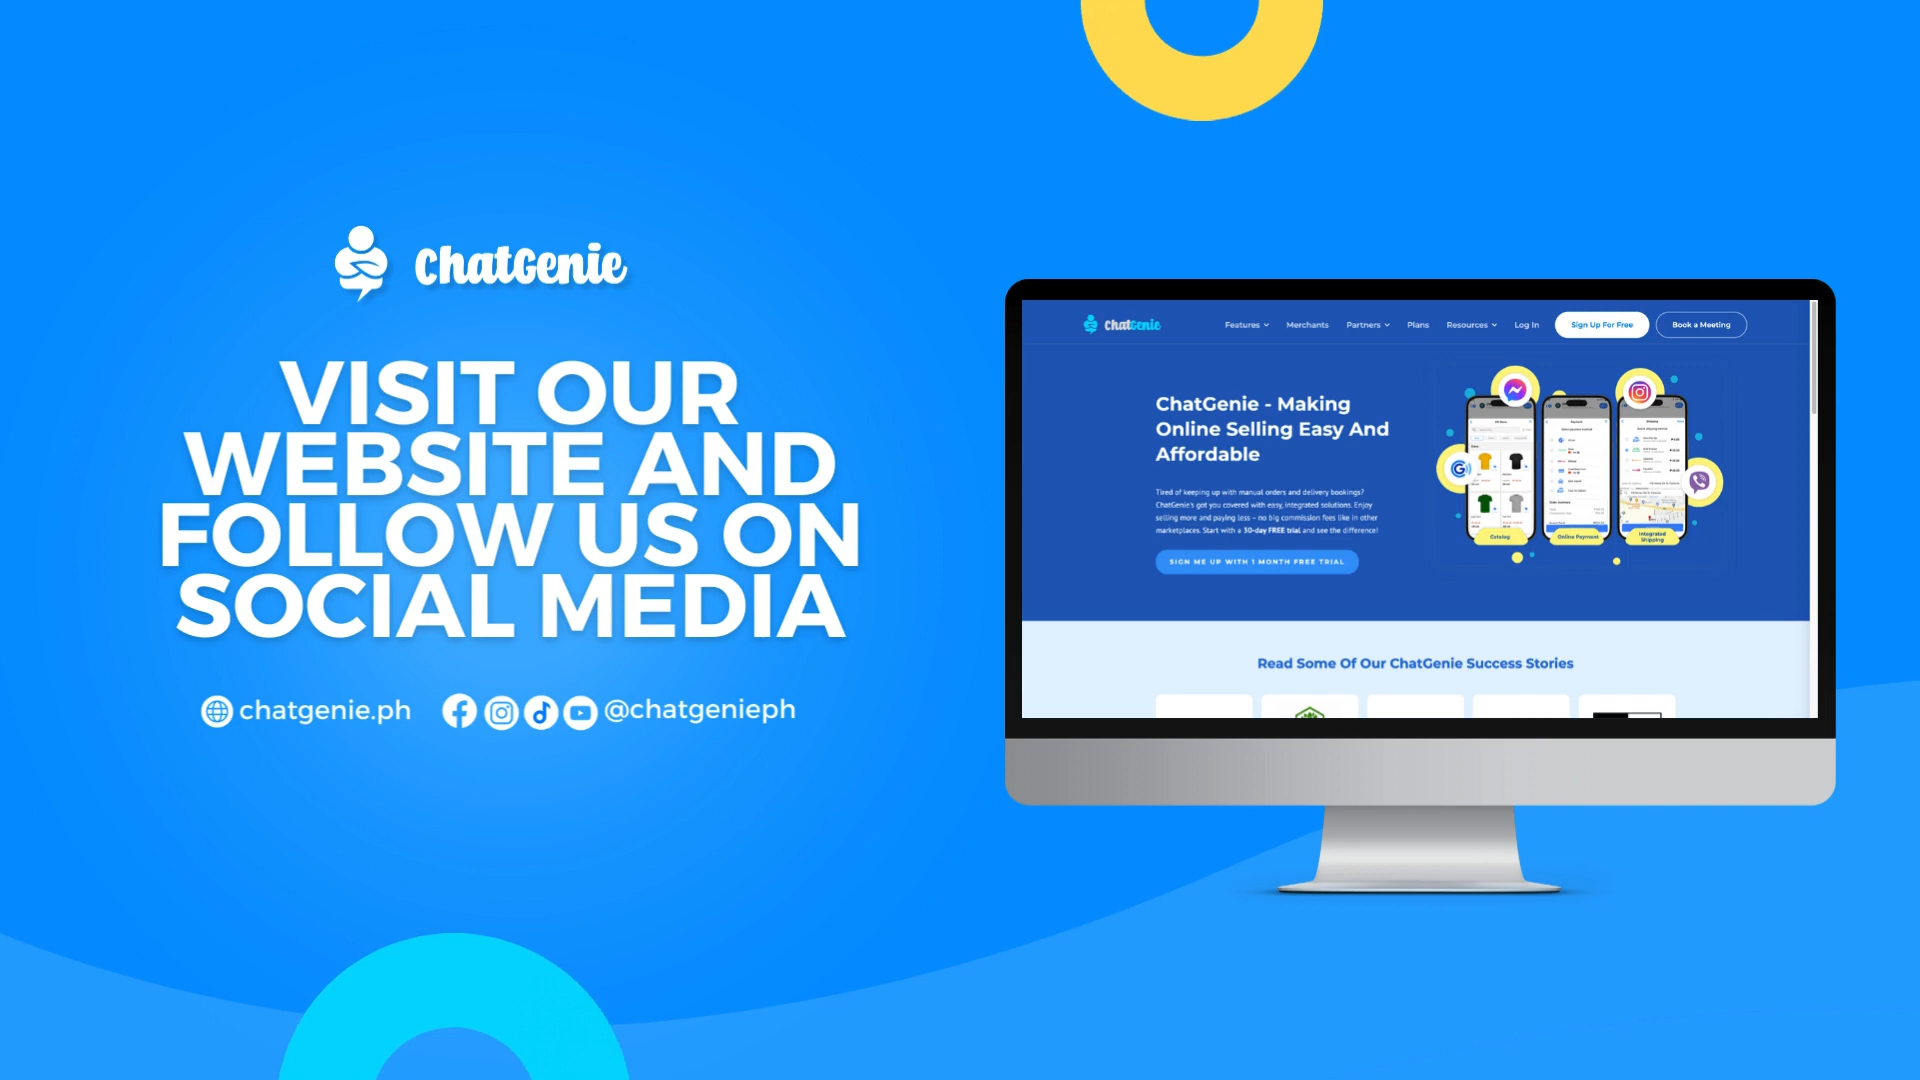 ChatGenie
VISIT OUR
WEBSITE AND
FOLLOW US ON
SOCIAL MEDIA
chatgenie.ph @chatgenieph
ChatGenie Features Merchants Partners Plans Resources Log In Sign Up For Free Book a Meeting
ChatGenie - Making
Online Selling Easy And
Affordable
Tired of keeping up with manual orders and delivery bookings?
ChatGenie's got you covered with easy, integrated solutions. Enjoy
selling more and paying less – no big commission fees like in other
marketplaces. Start with a 30-day FREE trial and see the difference!
SIGN ME UP WITH 1 MONTH FREE TRIAL
Payment
Shipping
Catalog
Online Payment
Integrated
Shipping
Read Some Of Our ChatGenie Success Stories